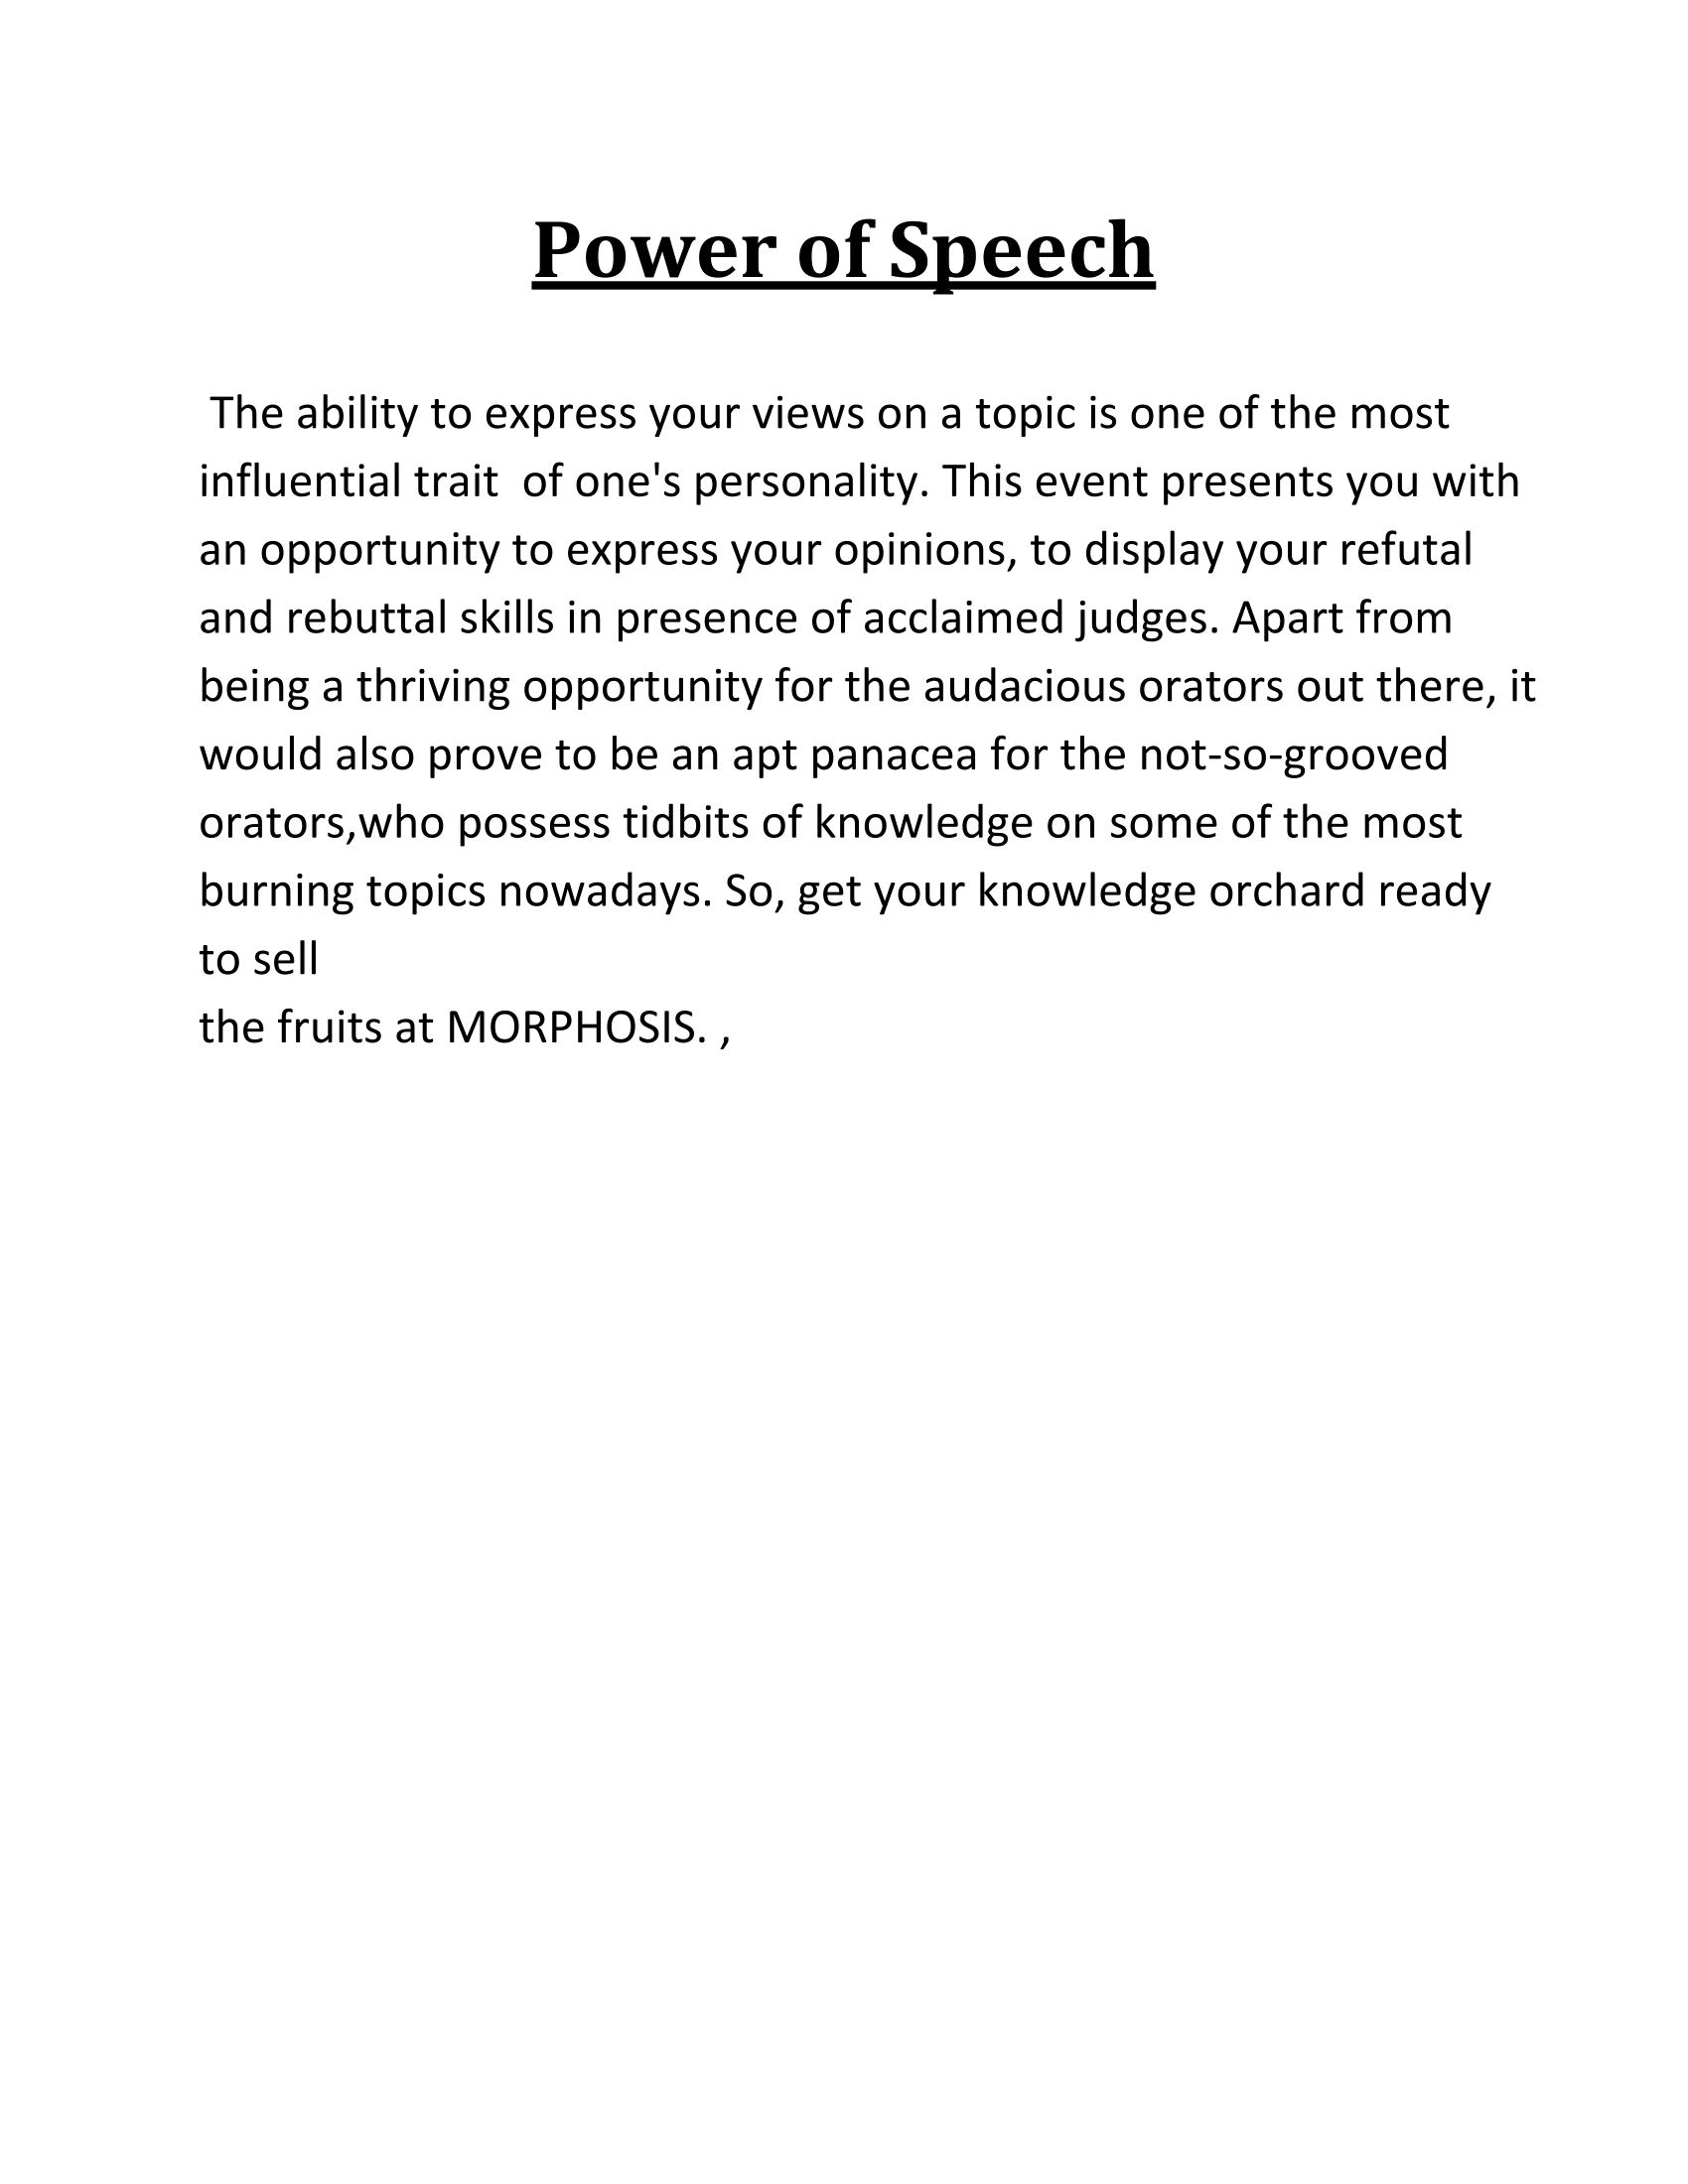 Power of Speech
The ability to express your views on a topic is one of the most
influential trait  of one's personality. This event presents you with
an opportunity to express your opinions, to display your refutal
and rebuttal skills in presence of acclaimed judges. Apart from
being a thriving opportunity for the audacious orators out there, it
would also prove to be an apt panacea for the not-so-grooved
orators,who possess tidbits of knowledge on some of the most
burning topics nowadays. So, get your knowledge orchard ready
to sell
the fruits at MORPHOSIS. ,